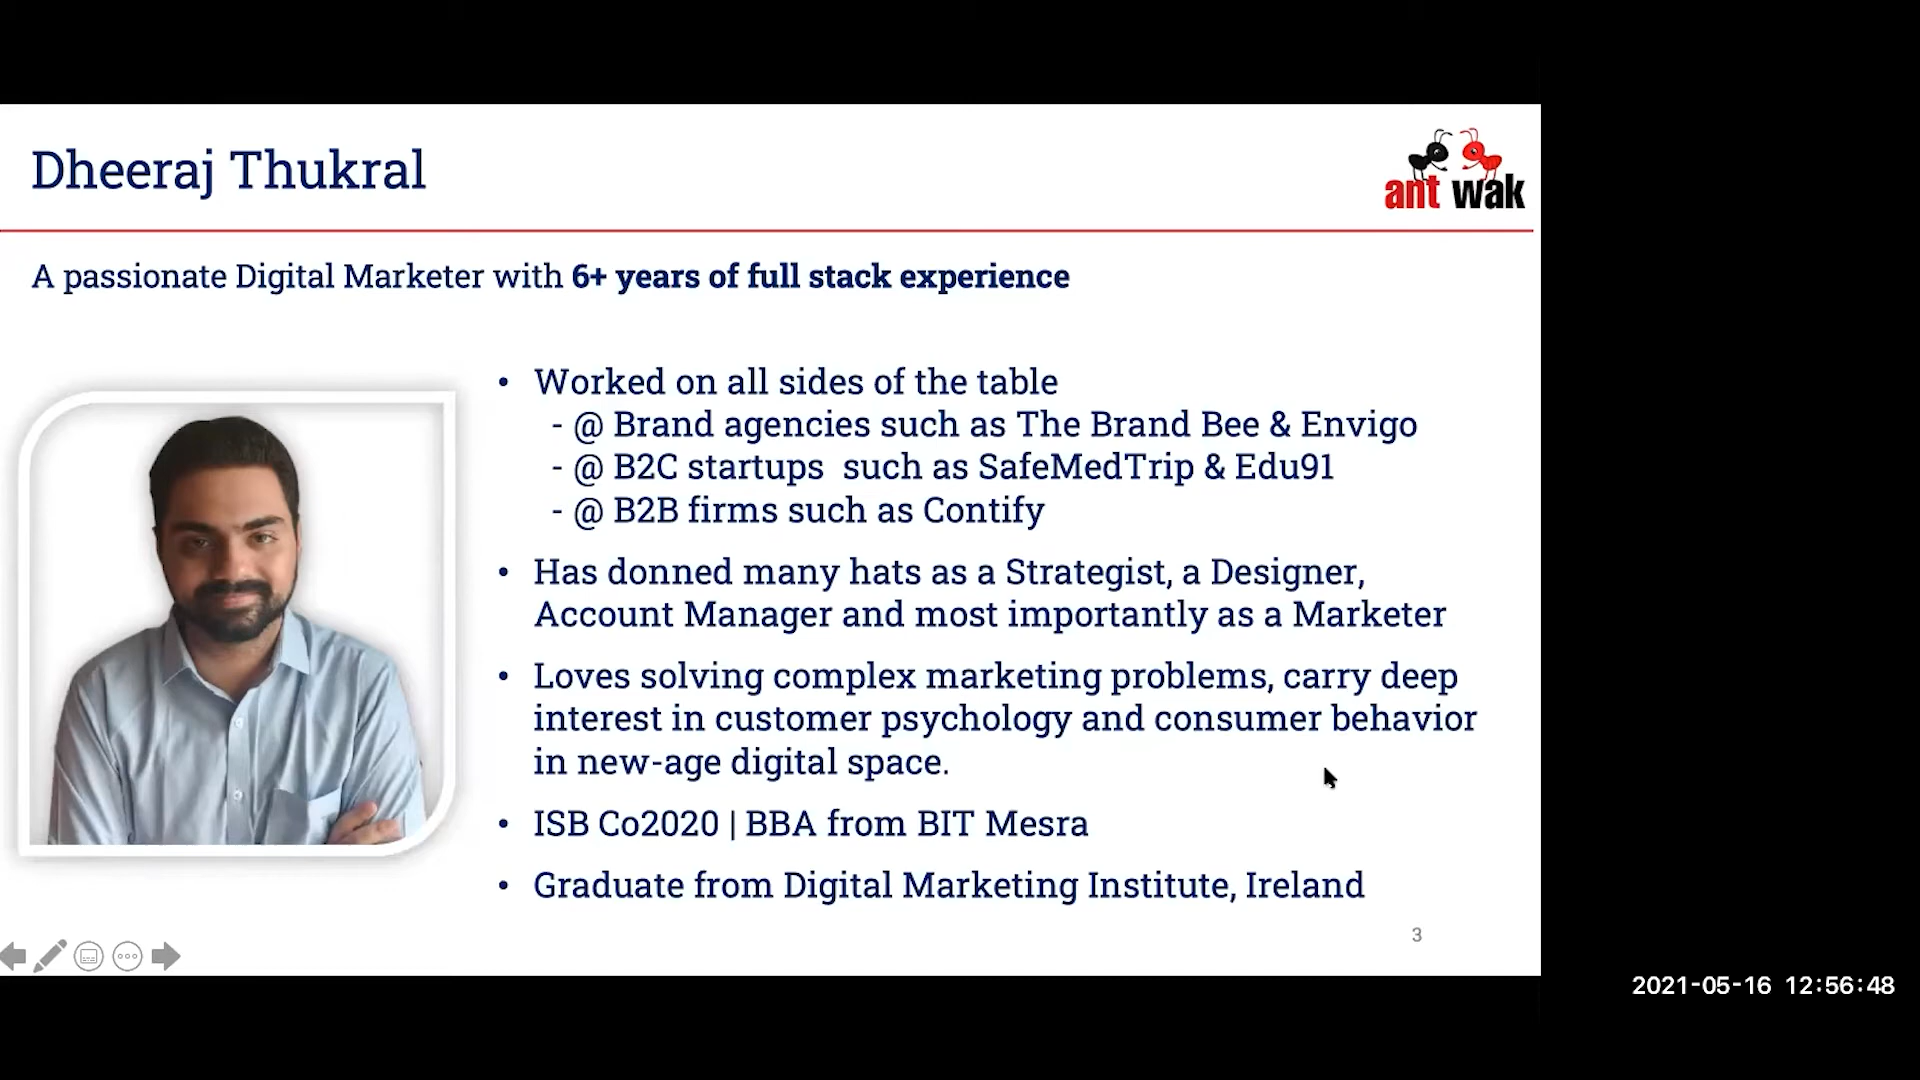 Dheeraj Thukral
ant wak
A passionate Digital Marketer with 6+ years of full stack experience
• Worked on all sides of the table
- @ Brand agencies such as The Brand Bee & Envigo
- @ B2C startups  such as SafeMedTrip & Edu91
- @ B2B firms such as Contify
• Has donned many hats as a Strategist, a Designer,
Account Manager and most importantly as a Marketer
• Loves solving complex marketing problems, carry deep
interest in customer psychology and consumer behavior
in new-age digital space.
• ISB Co2020 | BBA from BIT Mesra
• Graduate from Digital Marketing Institute, Ireland
3
2021-05-16 12:56:48